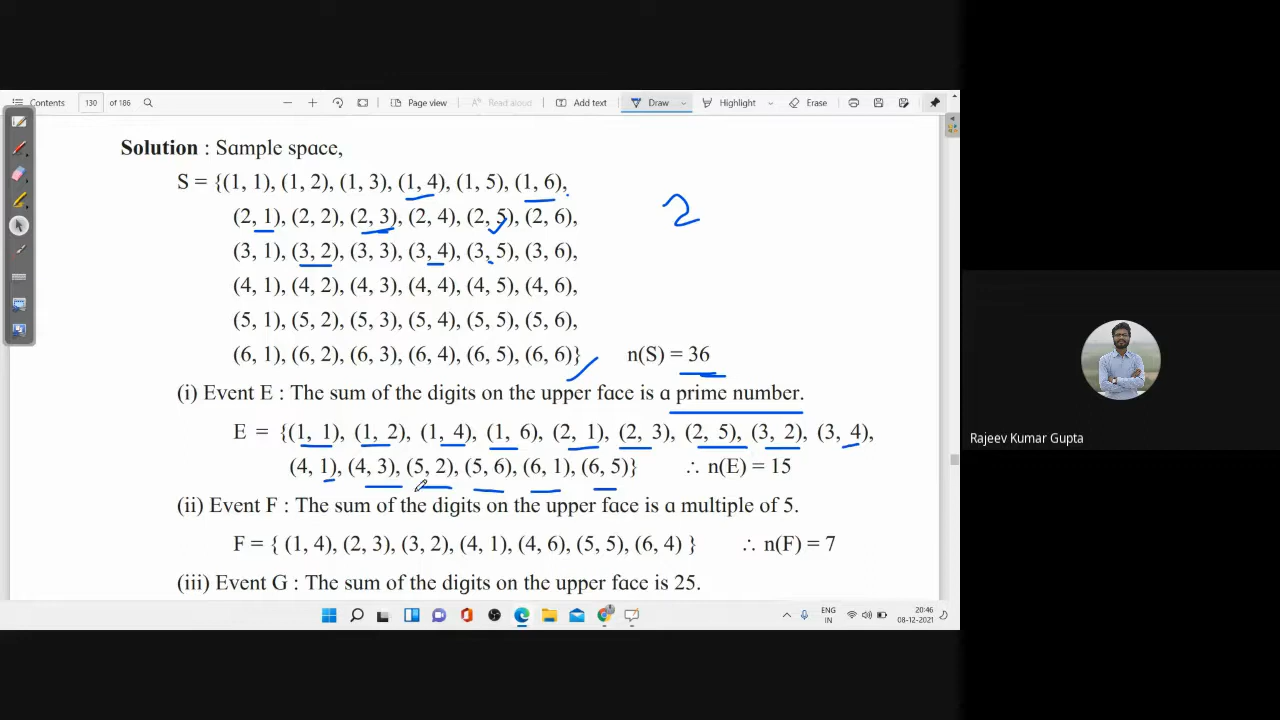 Contents 130 of 186 Page view Read aloud Add text Draw Highlight Erase
Solution : Sample space,
S = {(1, 1), (1, 2), (1, 3), (1, 4), (1, 5), (1, 6),
(2, 1), (2, 2), (2, 3), (2, 4), (2, 5), (2, 6),
2
(3, 1), (3, 2), (3, 3), (3, 4), (3, 5), (3, 6),
(4, 1), (4, 2), (4, 3), (4, 4), (4, 5), (4, 6),
(5, 1), (5, 2), (5, 3), (5, 4), (5, 5), (5, 6),
(6, 1), (6, 2), (6, 3), (6, 4), (6, 5), (6, 6)} n(S) = 36
(i) Event E : The sum of the digits on the upper face is a prime number.
E = {(1, 1), (1, 2), (1, 4), (1, 6), (2, 1), (2, 3), (2, 5), (3, 2), (3, 4),
(4, 1), (4, 3), (5, 2), (5, 6), (6, 1), (6, 5)} ∴ n(E) = 15
(ii) Event F : The sum of the digits on the upper face is a multiple of 5.
F = { (1, 4), (2, 3), (3, 2), (4, 1), (4, 6), (5, 5), (6, 4) } ∴ n(F) = 7
(iii) Event G : The sum of the digits on the upper face is 25.
Rajeev Kumar Gupta
ENG 20:46
IN 08-12-2021